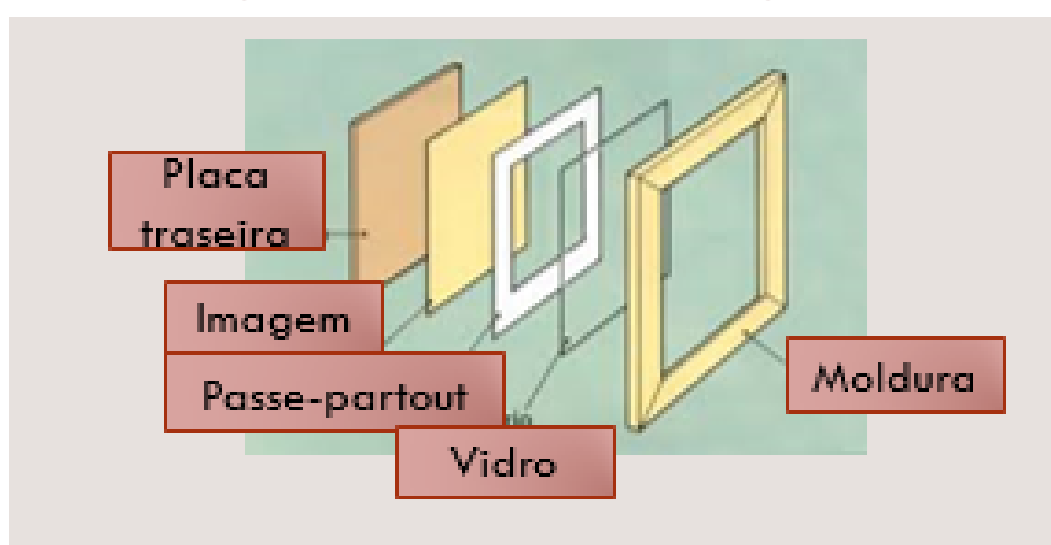 Placa
traseira
Imagem
Passe-partout
Vidro
Moldura